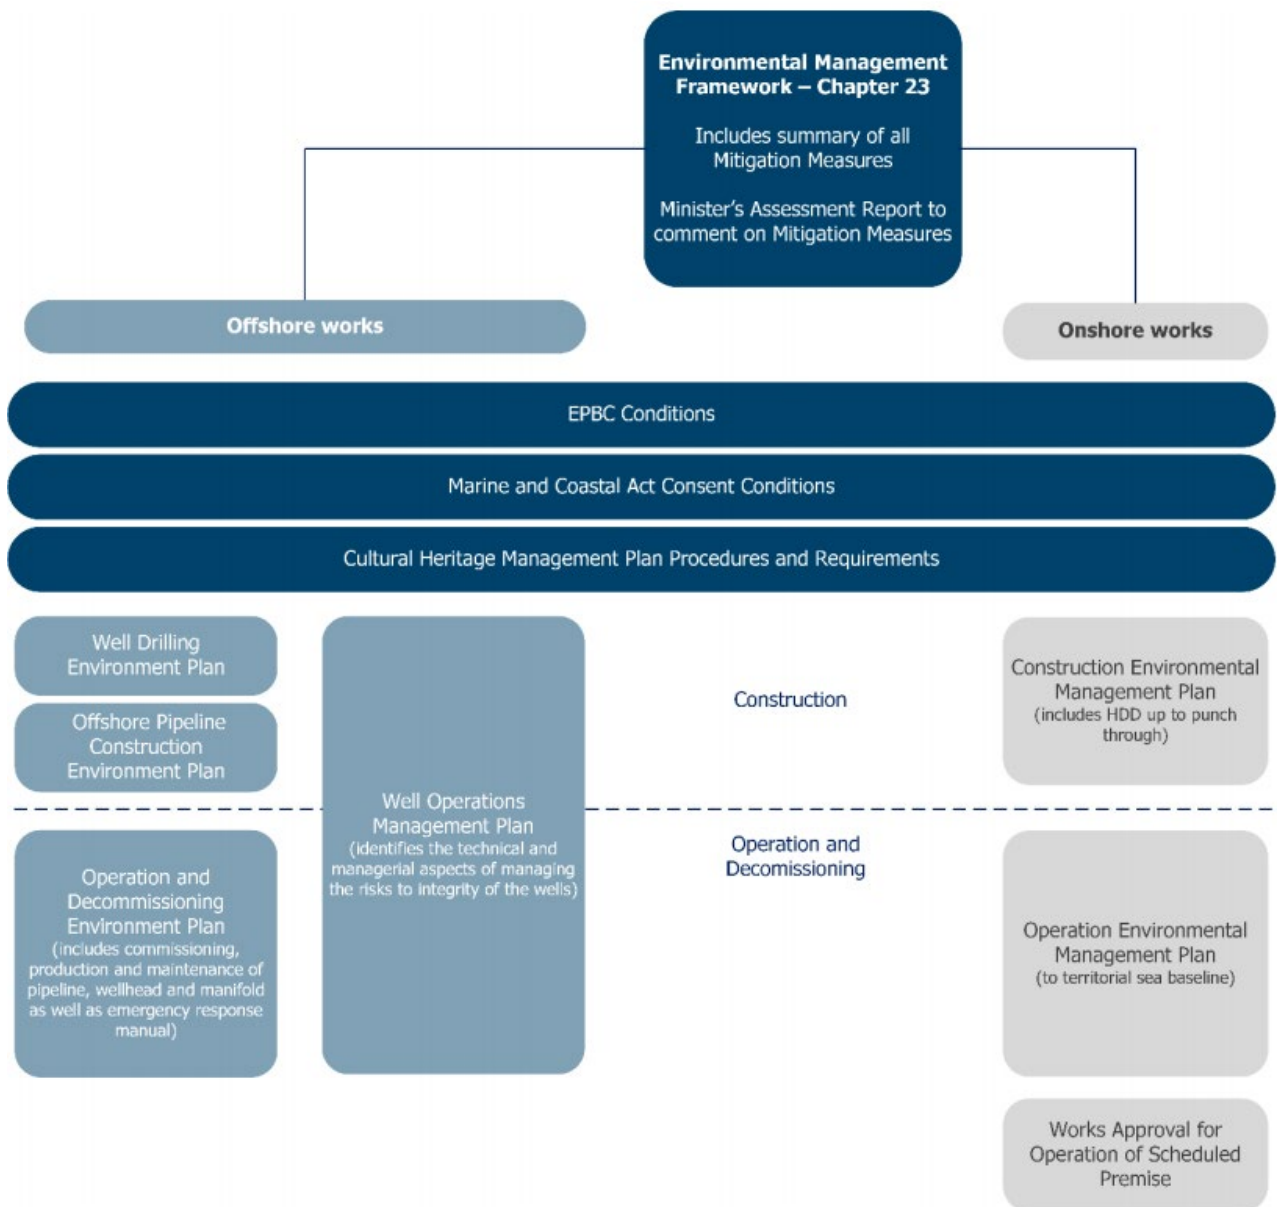 Environmental Management
Framework – Chapter 23
Includes summary of all
Mitigation Measures
Minister's Assessment Report to
comment on Mitigation Measures
Offshore works
Onshore works
EPBC Conditions
Marine and Coastal Act Consent Conditions
Cultural Heritage Management Plan Procedures and Requirements
Well Drilling
Environment Plan
Offshore Pipeline
Construction
Environment Plan
Operation and
Decommissioning
Environment Plan
(includes commissioning,
production and maintenance of
pipeline, wellhead and manifold
as well as emergency response
manual)
Well Operations
Management Plan
(identifies the technical and
managerial aspects of managing
the risks to integrity of the wells)
Construction
Operation and
Decomissioning
Construction Environmental
Management Plan
(includes HDD up to punch
through)
Operation Environmental
Management Plan
(to territorial sea baseline)
Works Approval for
Operation of Scheduled
Premise